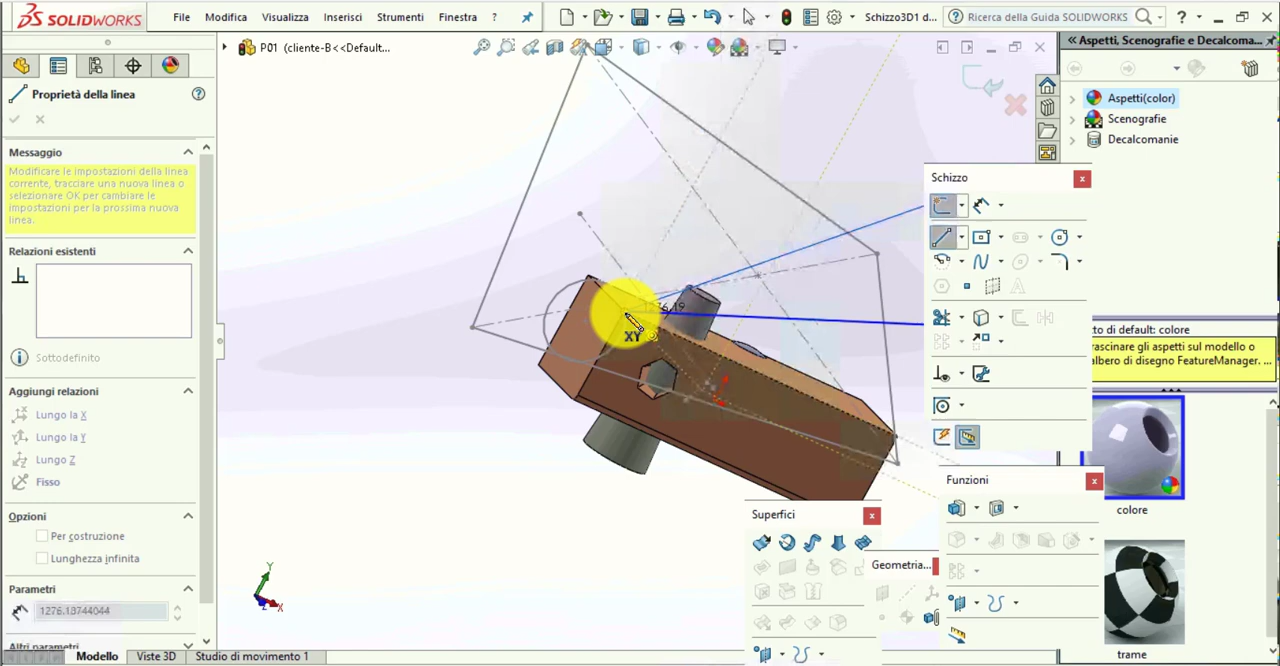 SOLIDWORKS
File
Modifica
Visualizza
Inserisci
Strumenti
Finestra
?
Schizzo3D1 d...
Ricerca della Guida SOLIDWORKS
?
P01 (cliente-B<<Default...
Aspetti, Scenografie e Decalcoma...
Proprietà della linea
Messaggio
Modificare le impostazioni della linea
corrente, tracciare una nuova linea o
selezionare OK per cambiare le
impostazioni per la prossima nuova
linea.
Relazioni esistenti
Sottodefinito
Aggiungi relazioni
Lungo la X
Lungo la Y
Lungo Z
Fisso
Opzioni
Per costruzione
Lunghezza infinita
Parametri
1276.18744044
Altri parametri
XY
Y
X
Z
Aspetti(color)
Scenografie
Decalcomanie
Schizzo
to di default: colore
rascinare gli aspetti sul modello o
albero di disegno FeatureManager. ...
colore
trame
Funzioni
Superfici
Geometria...
Modello
Viste 3D
Studio di movimento 1